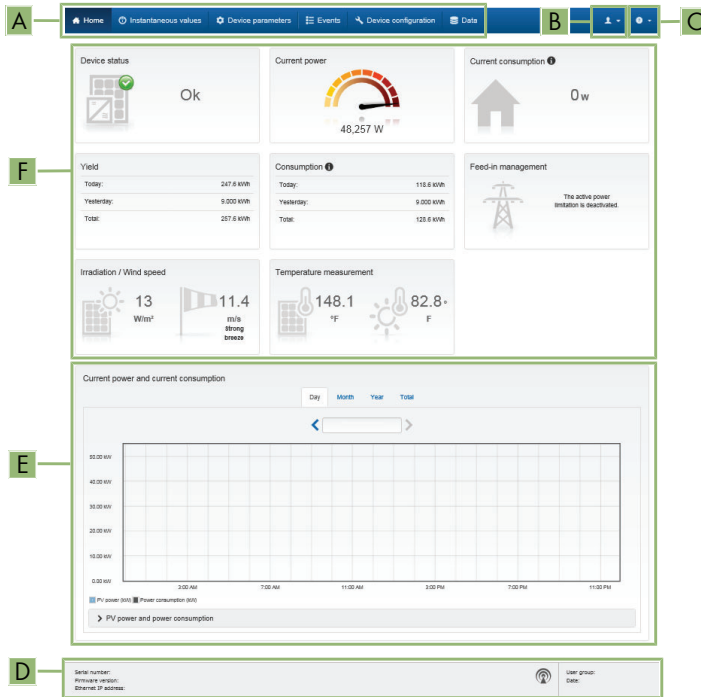 A
Home Instantaneous values Device parameters Events Device configuration Data
B
C
F
Device status
Ok
Current power
48,257 W
Current consumption
0 W
Yield
Today: 247.6 kWh
Yesterday: 9.000 kWh
Total: 257.6 kWh
Consumption
Today: 118.6 kWh
Yesterday: 9.000 kWh
Total: 128.6 kWh
Feed-in management
The active power
limitation is deactivated.
Irradiation / Wind speed
13
W/m²
11.4
m/s
Strong
breeze
Temperature measurement
148.1
°F
82.8°
F
E
Current power and current consumption
Day Month Year Total
50.00 kW
40.00 kW
30.00 kW
20.00 kW
10.00 kW
0.00 kW
3:00 AM 7:00 AM 11:00 AM 3:00 PM 7:00 PM 11:00 PM
PV power (kW) Power consumption (kW)
PV power and power consumption
D
Serial number:
Firmware version:
Ethernet IP address:
User group:
Date: